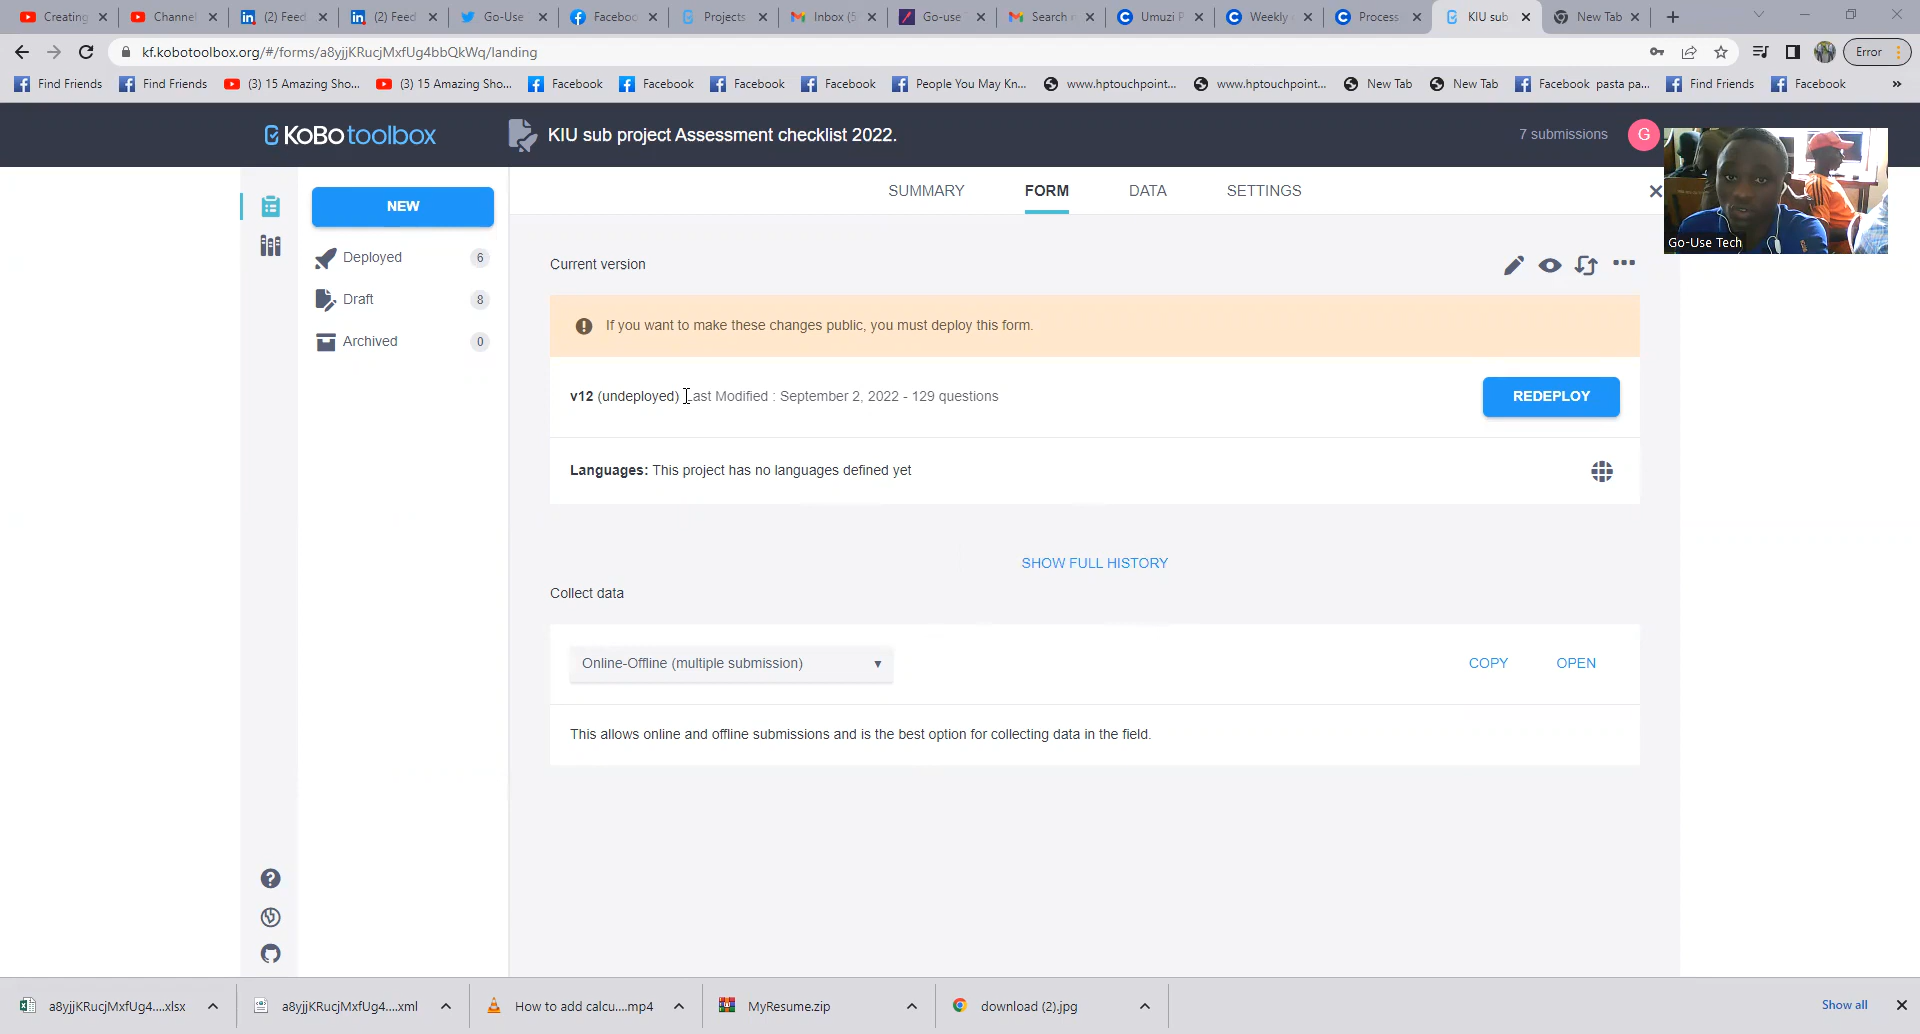 Creating
Channel
(2) Feed
(2) Feed
Go-Use
Faceboo
Projects
Inbox (5
Go-use
Search r
Umuzi P
Weekly
Process
KIU sub
New Tab
kf.kobotoolbox.org/#/forms/a8yjjKRucjMxfUg4bbQkWq/landing
Error
Find Friends
Find Friends
(3) 15 Amazing Sho...
(3) 15 Amazing Sho...
Facebook
Facebook
Facebook
Facebook
People You May Kn...
www.hptouchpoint...
www.hptouchpoint...
New Tab
New Tab
Facebook pasta pa...
Find Friends
Facebook
KoBo toolbox
KIU sub project Assessment checklist 2022.
7 submissions
G
NEW
SUMMARY
FORM
DATA
SETTINGS
Go-Use Tech
Deployed 6
Draft 8
Archived 0
Current version
If you want to make these changes public, you must deploy this form.
v12 (undeployed) Last Modified : September 2, 2022 - 129 questions
REDEPLOY
Languages: This project has no languages defined yet
SHOW FULL HISTORY
Collect data
Online-Offline (multiple submission)
COPY
OPEN
This allows online and offline submissions and is the best option for collecting data in the field.
a8yjjKRucjMxfUg4....xlsx
a8yjjKRucjMxfUg4....xml
How to add calcu....mp4
MyResume.zip
download (2).jpg
Show all